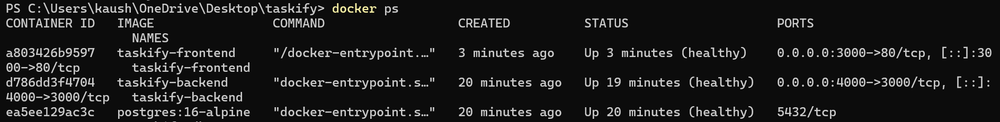 PS C:\Users\kaush\OneDrive\Desktop\taskify> docker ps
CONTAINER ID   IMAGE                COMMAND                  CREATED          STATUS                    PORTS
                 NAMES
a803426b9597   taskify-frontend     "/docker-entrypoint.…"   3 minutes ago    Up 3 minutes (healthy)    0.0.0.0:3000->80/tcp, [::]:30
00->80/tcp       taskify-frontend
d786dd3f4704   taskify-backend      "docker-entrypoint.s…"   20 minutes ago   Up 19 minutes (healthy)   0.0.0.0:4000->3000/tcp, [::]:
4000->3000/tcp   taskify-backend
ea5ee129ac3c   postgres:16-alpine   "docker-entrypoint.s…"   20 minutes ago   Up 20 minutes (healthy)   5432/tcp